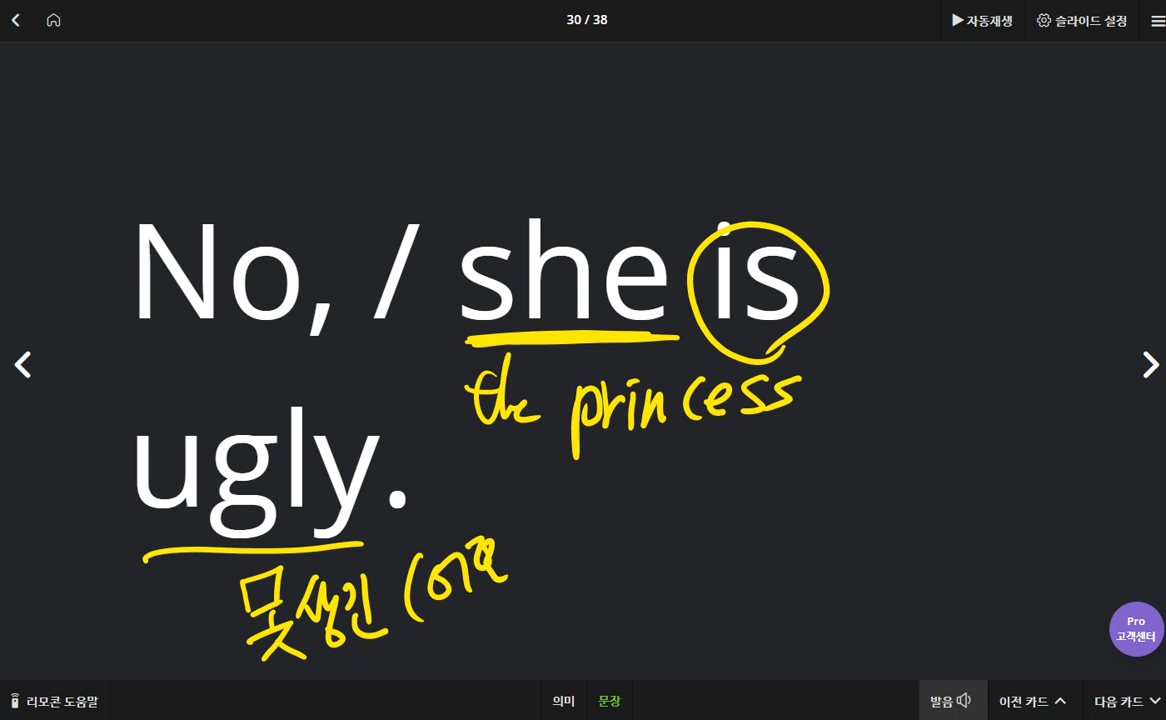 30 / 38
자동재생
슬라이드 설정
No, / she is
the princess
ugly.
못생긴 (
Pro
고객센터
리모콘 도움말
의미
문장
발음
이전 카드
다음 카드